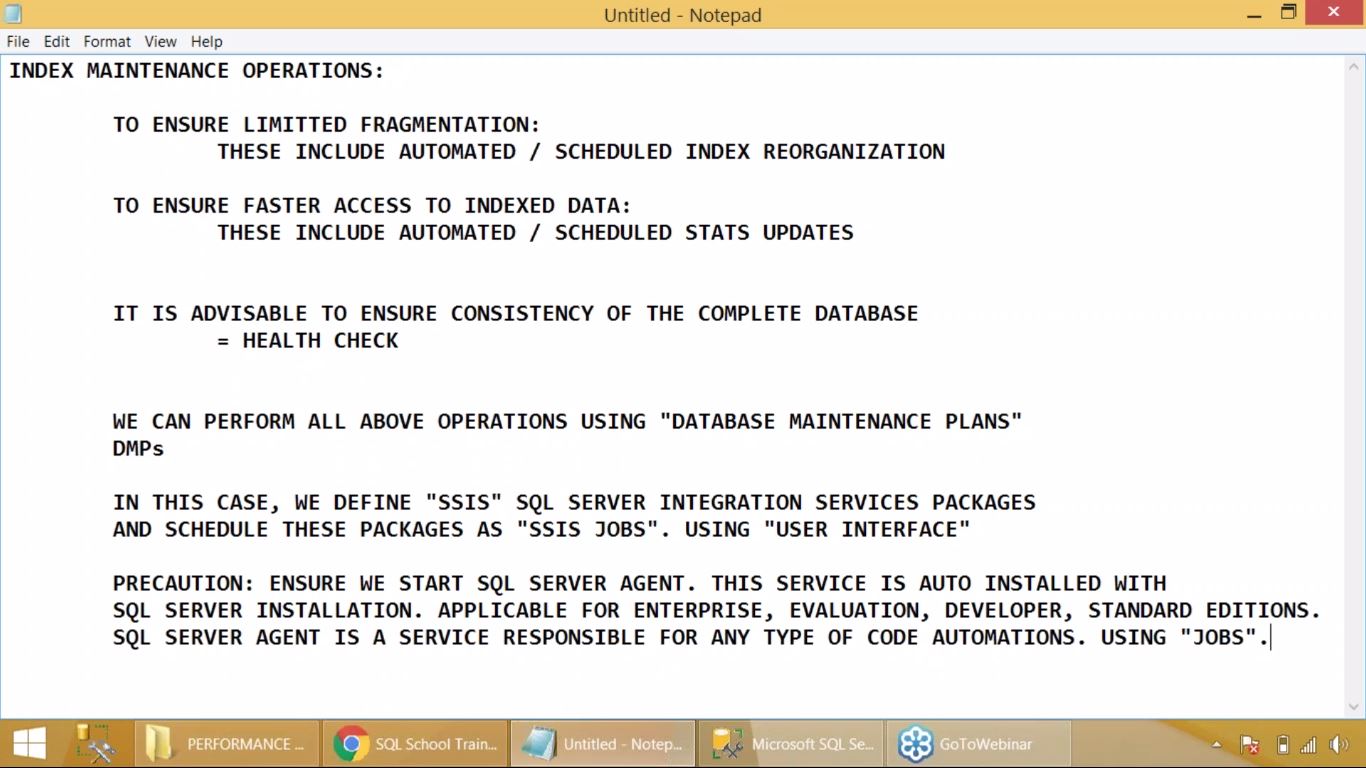 Untitled - Notepad
File Edit Format View Help
INDEX MAINTENANCE OPERATIONS:
TO ENSURE LIMITTED FRAGMENTATION:
THESE INCLUDE AUTOMATED / SCHEDULED INDEX REORGANIZATION
TO ENSURE FASTER ACCESS TO INDEXED DATA:
THESE INCLUDE AUTOMATED / SCHEDULED STATS UPDATES
IT IS ADVISABLE TO ENSURE CONSISTENCY OF THE COMPLETE DATABASE
= HEALTH CHECK
WE CAN PERFORM ALL ABOVE OPERATIONS USING "DATABASE MAINTENANCE PLANS"
DMPs
IN THIS CASE, WE DEFINE "SSIS" SQL SERVER INTEGRATION SERVICES PACKAGES
AND SCHEDULE THESE PACKAGES AS "SSIS JOBS". USING "USER INTERFACE"
PRECAUTION: ENSURE WE START SQL SERVER AGENT. THIS SERVICE IS AUTO INSTALLED WITH
SQL SERVER INSTALLATION. APPLICABLE FOR ENTERPRISE, EVALUATION, DEVELOPER, STANDARD EDITIONS.
SQL SERVER AGENT IS A SERVICE RESPONSIBLE FOR ANY TYPE OF CODE AUTOMATIONS. USING "JOBS".
PERFORMANCE ... SQL School Train... Untitled - Notep... Microsoft SQL Se... GoToWebinar